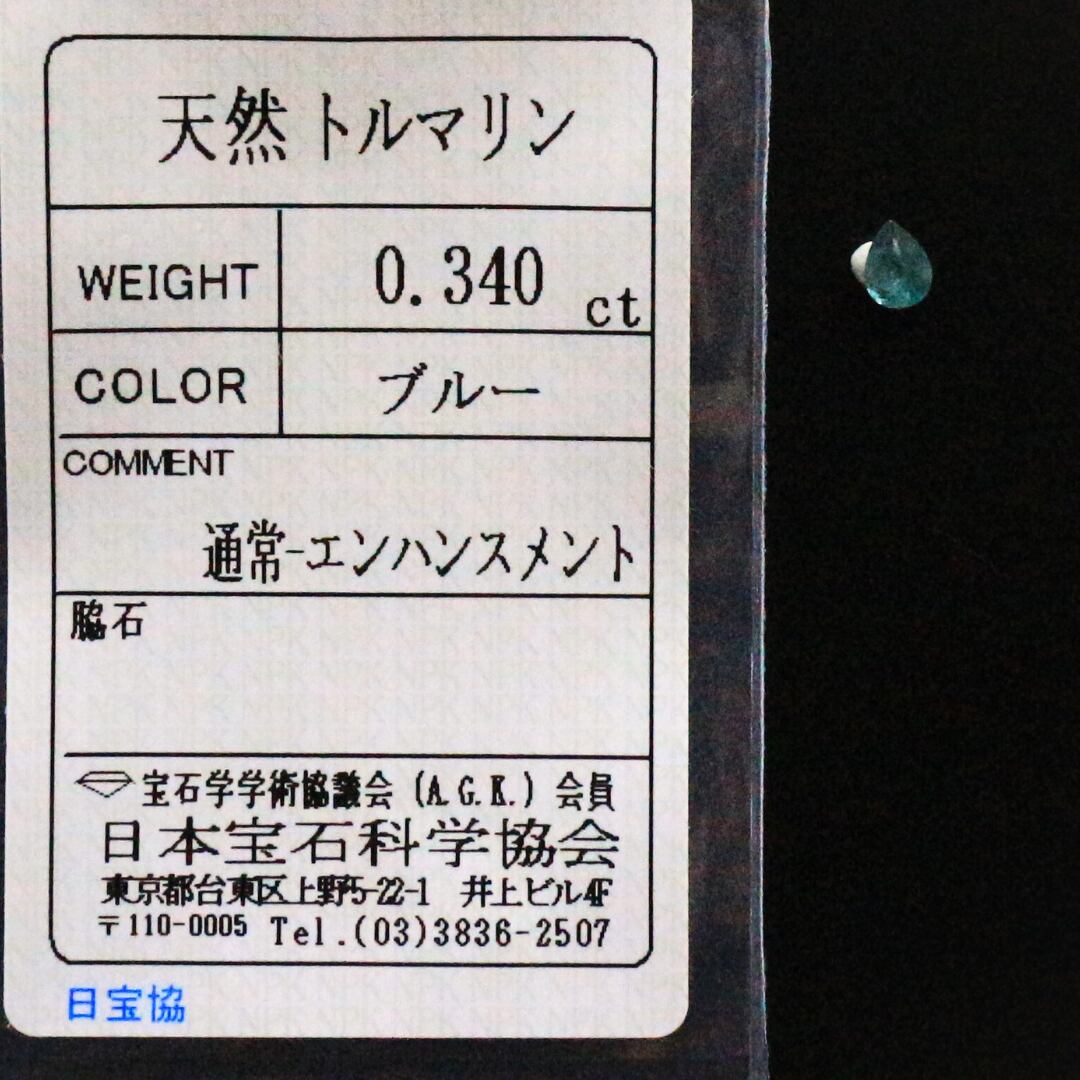 天然 トルマリン
WEIGHT 0.340 ct
COLOR ブルー
COMMENT
通常-エンハンスメント
脇石
宝石学学術協議会 (A.G.K.) 会員
日本宝石科学協会
東京都台東区上野5-22-1 井上ビル4F
〒110-0005 Tel.(03)3836-2507
日宝協